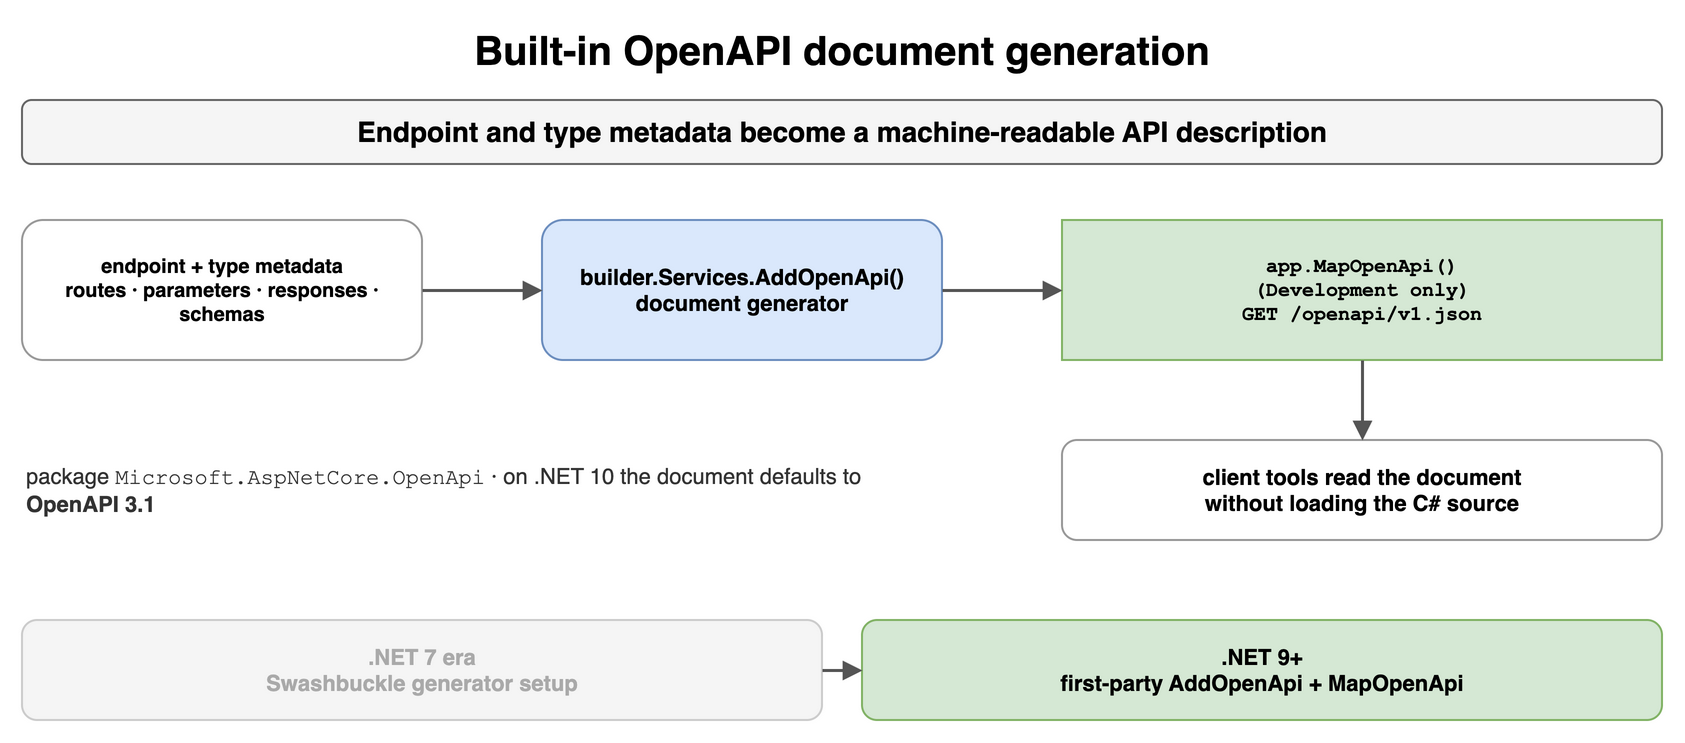 Built-in OpenAPI document generation
Endpoint and type metadata become a machine-readable API description
endpoint + type metadata
routes · parameters · responses ·
schemas
builder.Services.AddOpenApi()
document generator
app.MapOpenApi()
(Development only)
GET /openapi/v1.json
package Microsoft.AspNetCore.OpenApi · on .NET 10 the document defaults to
OpenAPI 3.1
client tools read the document
without loading the C# source
.NET 7 era
Swashbuckle generator setup
.NET 9+
first-party AddOpenApi + MapOpenApi